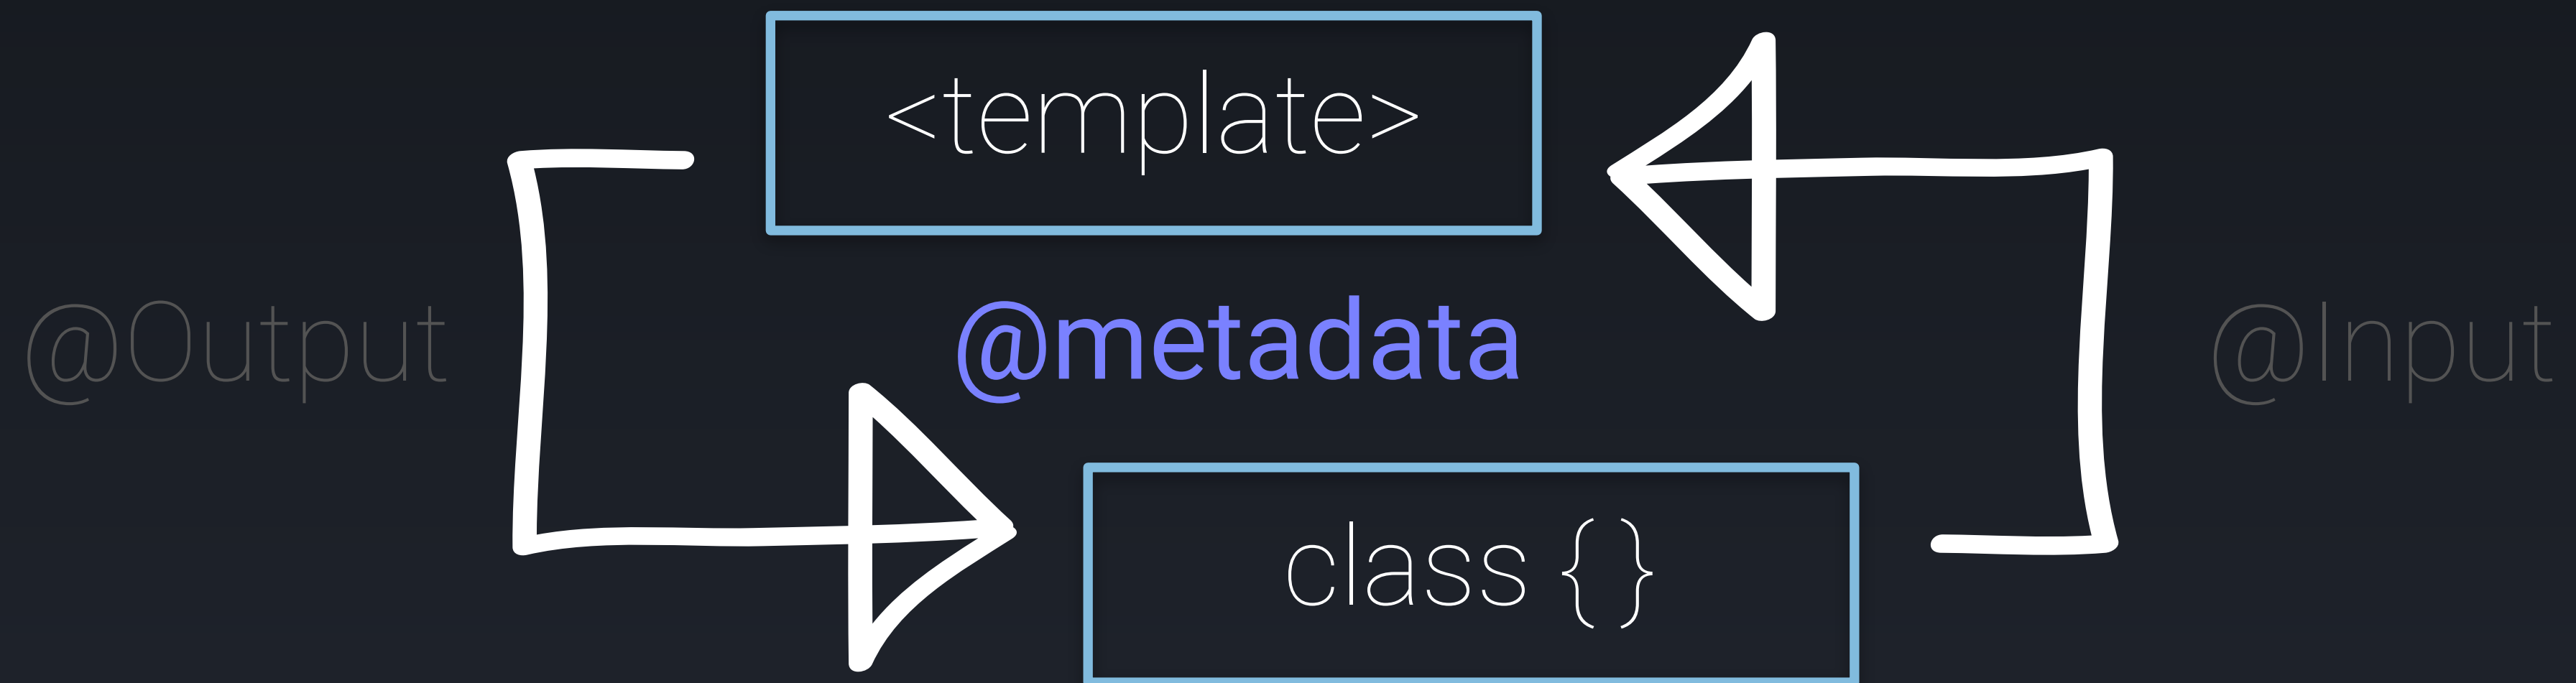 <template>
@Output
@metadata
@Input
class { }